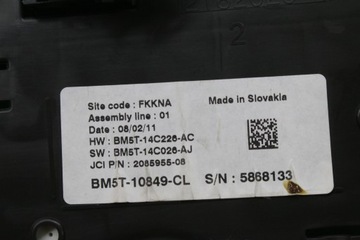 2
Site code : FKKNA
Made in Slovakia
Assembly line : 01
Date : 08/02/11
HW : BM5T-14C226-AC
SW : BM5T-14C026-AJ
JCI P/N : 2085955-08
BM5T-10849-CL S/N : 5868133